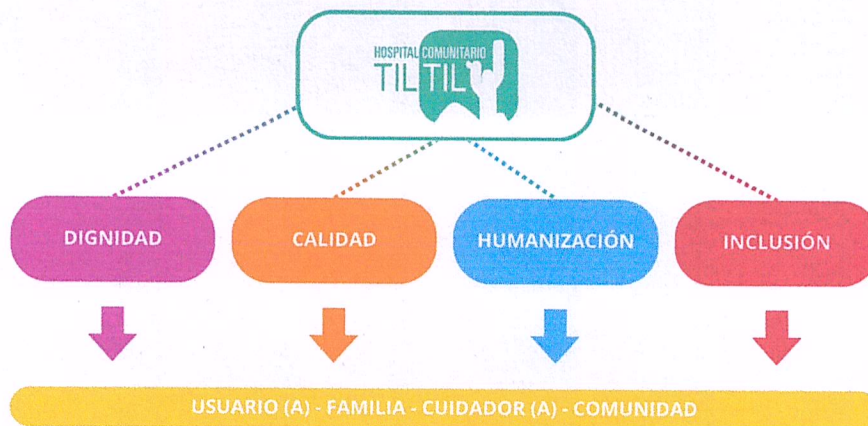 HOSPITAL COMUNITARIO
TIL TIL
DIGNIDAD
CALIDAD
HUMANIZACIÓN
INCLUSIÓN
USUARIO (A) - FAMILIA - CUIDADOR (A) - COMUNIDAD